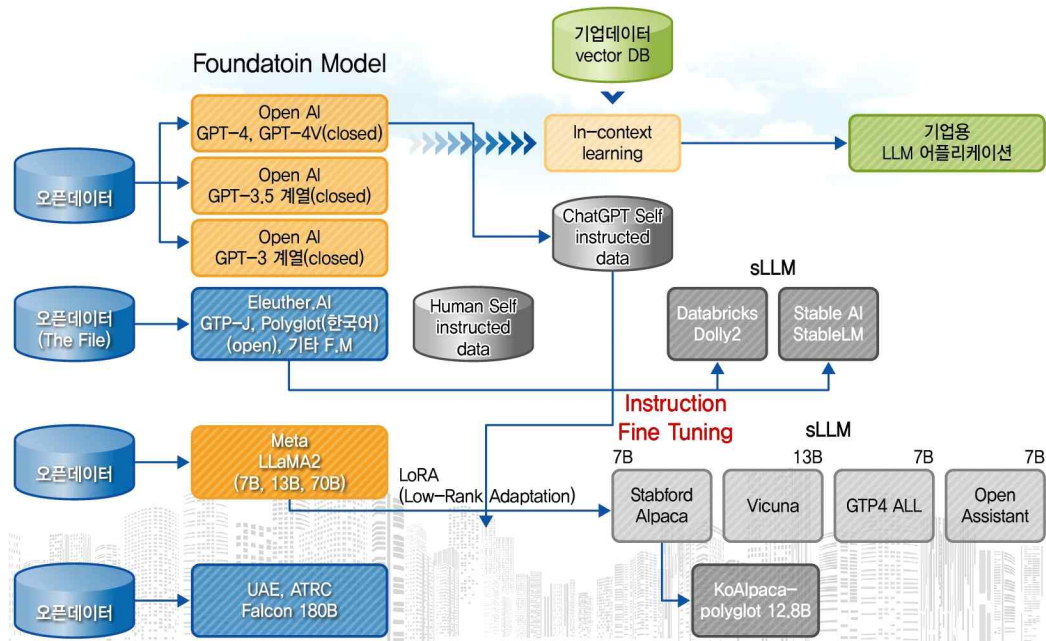 기업데이터
vector DB
Foundatoin Model
Open AI
GPT-4, GPT-4V(closed)
In-context
learning
기업용
LLM 어플리케이션
오픈데이터
Open AI
GPT-3.5 계열(closed)
Open AI
GPT-3 계열(closed)
ChatGPT Self
instructed
data
sLLM
오픈데이터
(The File)
Eleuther.AI
GTP-J, Polyglot(한국어)
(open), 기타 F.M
Human Self
instructed
data
Databricks
Dolly2
Stable AI
StableLM
Instruction
Fine Tuning
sLLM
오픈데이터
Meta
LLaMA2
(7B, 13B, 70B)
LoRA
(Low-Rank Adaptation)
7B
13B
7B
7B
Stabford
Alpaca
Vicuna
GTP4 ALL
Open
Assistant
오픈데이터
UAE, ATRC
Falcon 180B
KoAlpaca-
polyglot 12.8B